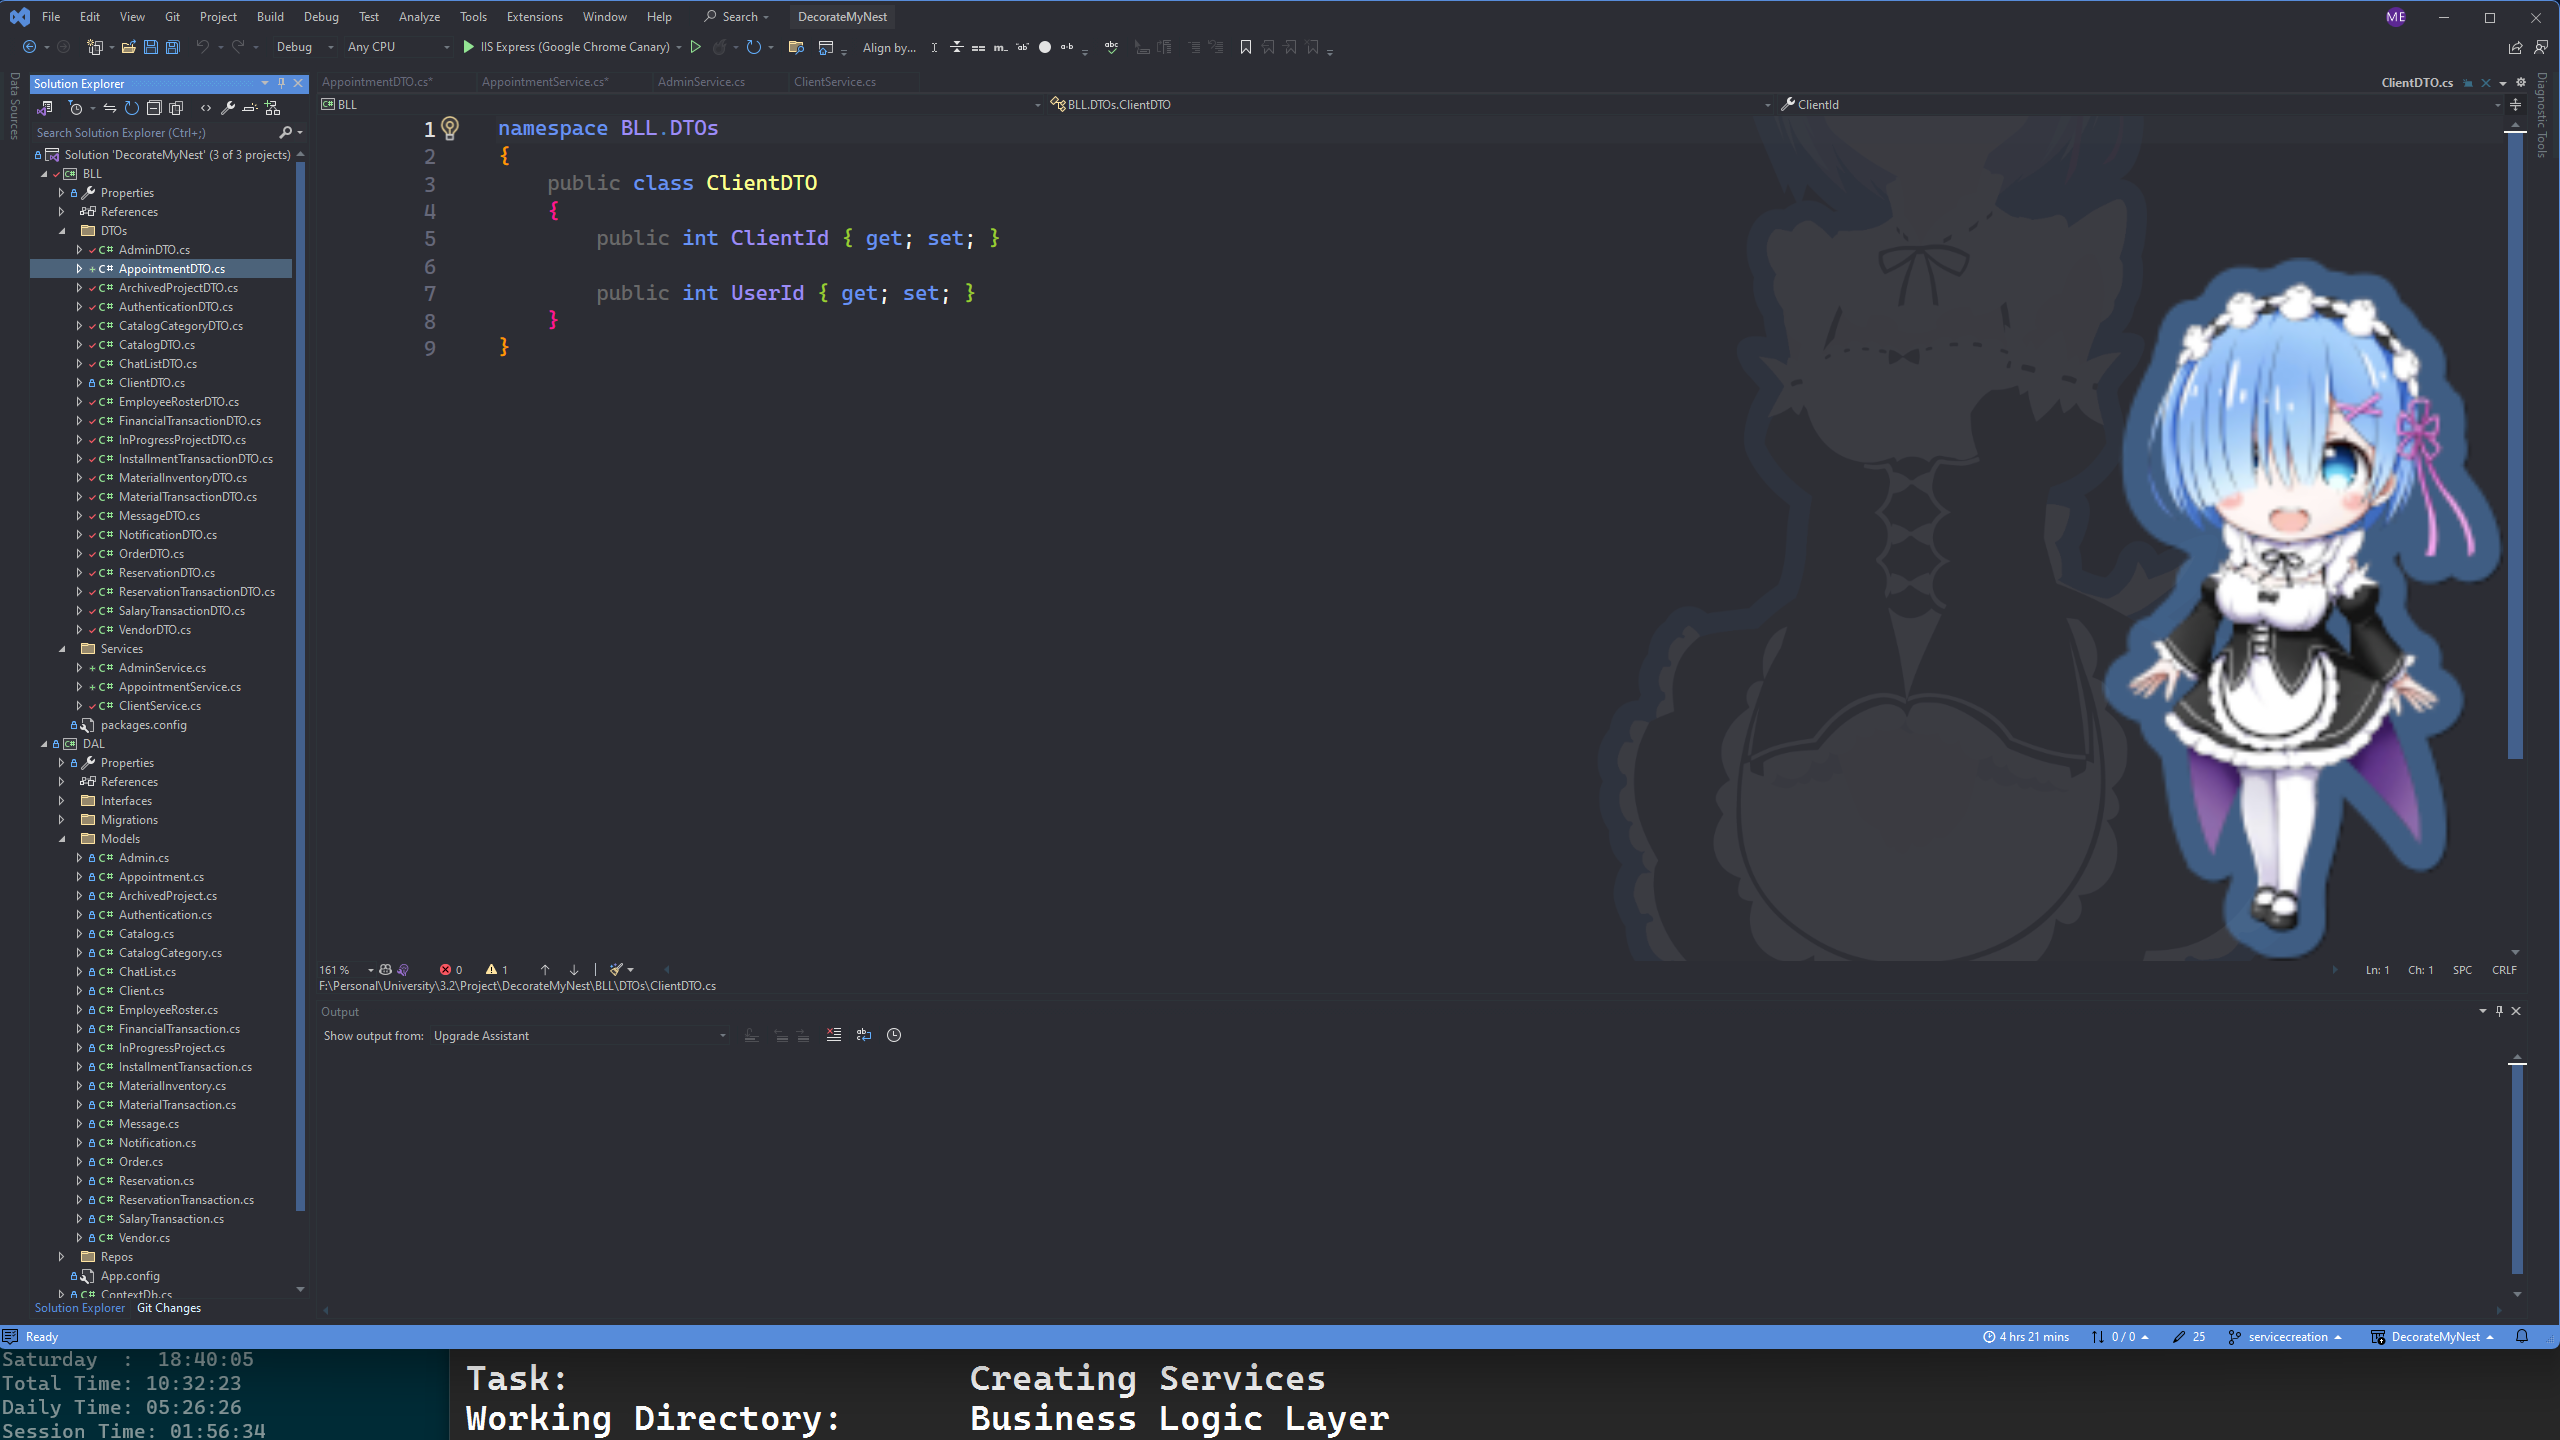 File Edit View Git Project Build Debug Test Analyze Tools Extensions Window Help Search DecorateMyNest ME
Debug Any CPU IIS Express (Google Chrome Canary) Align by...
Data Sources
Solution Explorer
Search Solution Explorer (Ctrl+;)
Solution 'DecorateMyNest' (3 of 3 projects)
BLL
Properties
References
DTOs
AdminDTO.cs
AppointmentDTO.cs
ArchivedProjectDTO.cs
AuthenticationDTO.cs
CatalogCategoryDTO.cs
CatalogDTO.cs
ChatListDTO.cs
ClientDTO.cs
EmployeeRosterDTO.cs
FinancialTransactionDTO.cs
InProgressProjectDTO.cs
InstallmentTransactionDTO.cs
MaterialInventoryDTO.cs
MaterialTransactionDTO.cs
MessageDTO.cs
NotificationDTO.cs
OrderDTO.cs
ReservationDTO.cs
ReservationTransactionDTO.cs
SalaryTransactionDTO.cs
VendorDTO.cs
Services
AdminService.cs
AppointmentService.cs
ClientService.cs
packages.config
DAL
Properties
References
Interfaces
Migrations
Models
Admin.cs
Appointment.cs
ArchivedProject.cs
Authentication.cs
Catalog.cs
CatalogCategory.cs
ChatList.cs
Client.cs
EmployeeRoster.cs
FinancialTransaction.cs
InProgressProject.cs
InstallmentTransaction.cs
MaterialInventory.cs
MaterialTransaction.cs
Message.cs
Notification.cs
Order.cs
Reservation.cs
ReservationTransaction.cs
SalaryTransaction.cs
Vendor.cs
Repos
App.config
ContextDb.cs
Solution Explorer Git Changes
AppointmentDTO.cs* AppointmentService.cs* AdminService.cs ClientService.cs ClientDTO.cs
BLL BLL.DTOs.ClientDTO ClientId
1 namespace BLL.DTOs
2 {
3 public class ClientDTO
4 {
5 public int ClientId { get; set; }
6
7 public int UserId { get; set; }
8 }
9 }
161 % 0 1 Ln: 1 Ch: 1 SPC CRLF
F:\Personal\University\3.2\Project\DecorateMyNest\BLL\DTOs\ClientDTO.cs
Output
Show output from: Upgrade Assistant
Diagnostic Tools
Ready 4 hrs 21 mins 0 / 0 25 servicecreation DecorateMyNest
Saturday : 18:40:05
Total Time: 10:32:23
Daily Time: 05:26:26
Session Time: 01:56:34
Task: Creating Services
Working Directory: Business Logic Layer